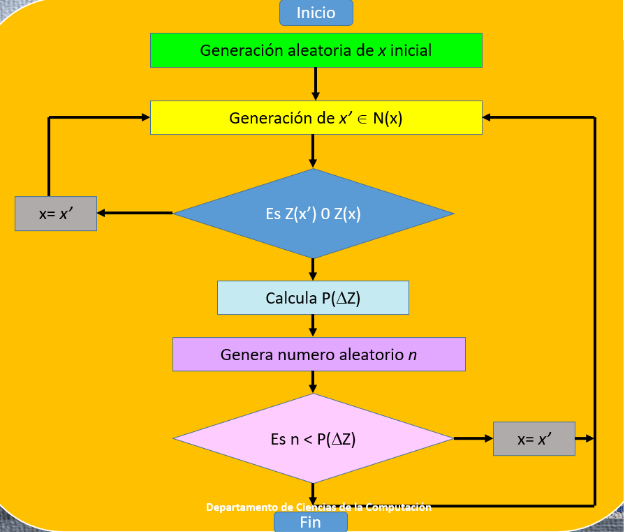 Inicio
Generación aleatoria de x inicial
Generación de x’ ∈ N(x)
Es Z(x’) 0 Z(x)
x= x’
Calcula P(ΔZ)
Genera numero aleatorio n
Es n < P(ΔZ)
x= x’
Departamento de Ciencias de la Computación
Fin